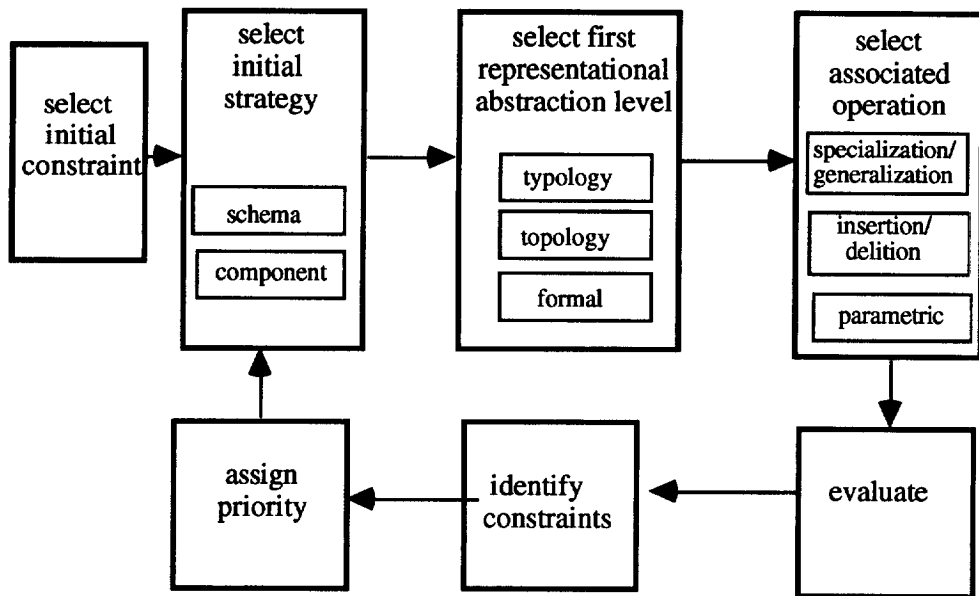 select
initial
constraint
select
initial
strategy
schema
component
select first
representational
abstraction level
typology
topology
formal
select
associated
operation
specialization/
generalization
insertion/
delition
parametric
assign
priority
identify
constraints
evaluate